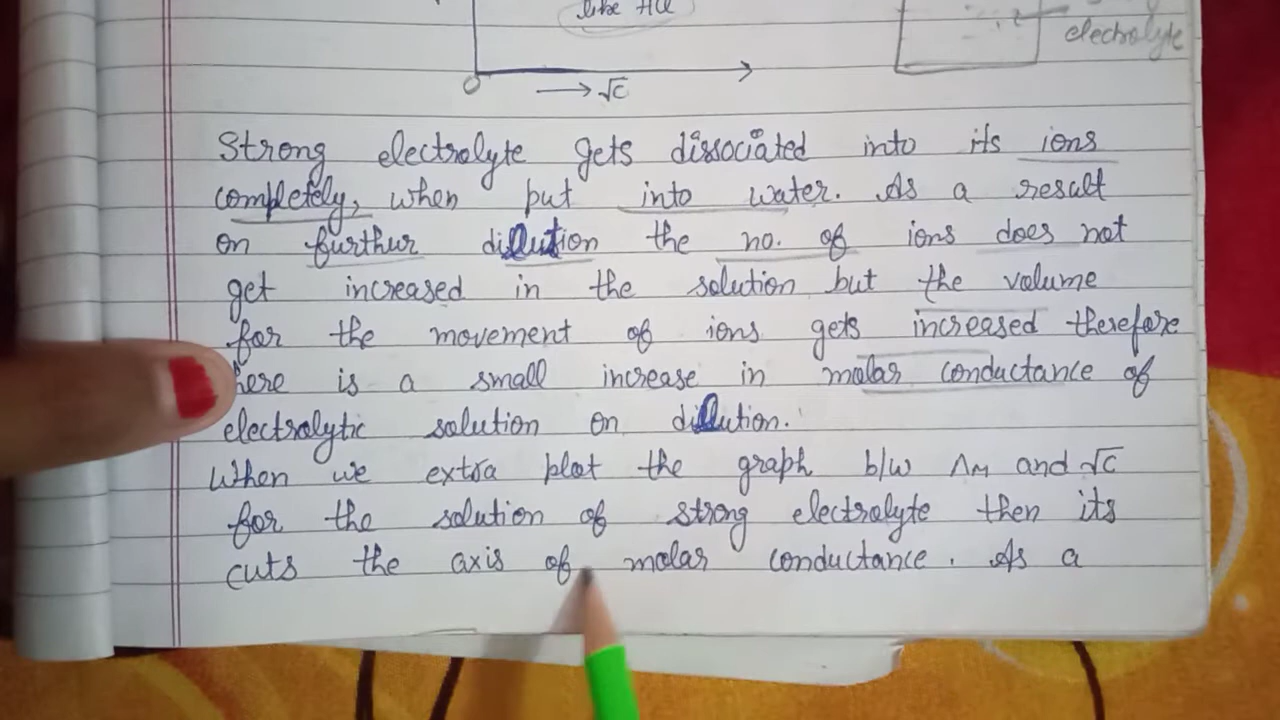 like HCl
electrolyte
O → √C
Strong electrolyte gets dissociated into its ions
completely, when put into water. As a result
on furthur dillution the no. of ions does not
get increased in the solution but the volume
for the movement of ions gets increased therefore
here is a small increase in molar conductance of
electrolytic solution on dillution.
When we extra plot the graph b/w ΛM and √C
for the solution of strong electrolyte then its
cuts the axis of molar conductance. As a